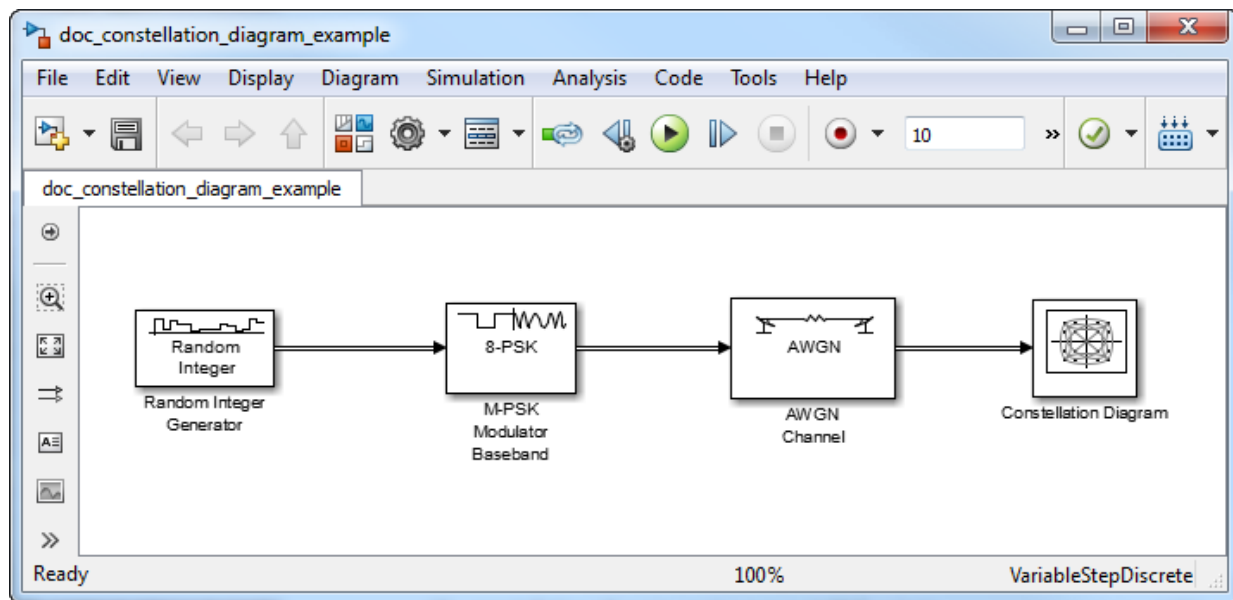 doc_constellation_diagram_example
File Edit View Display Diagram Simulation Analysis Code Tools Help
10
doc_constellation_diagram_example
Random
Integer
Random Integer
Generator
8-PSK
M-PSK
Modulator
Baseband
AWGN
AWGN
Channel
Constellation Diagram
Ready 100% VariableStepDiscrete